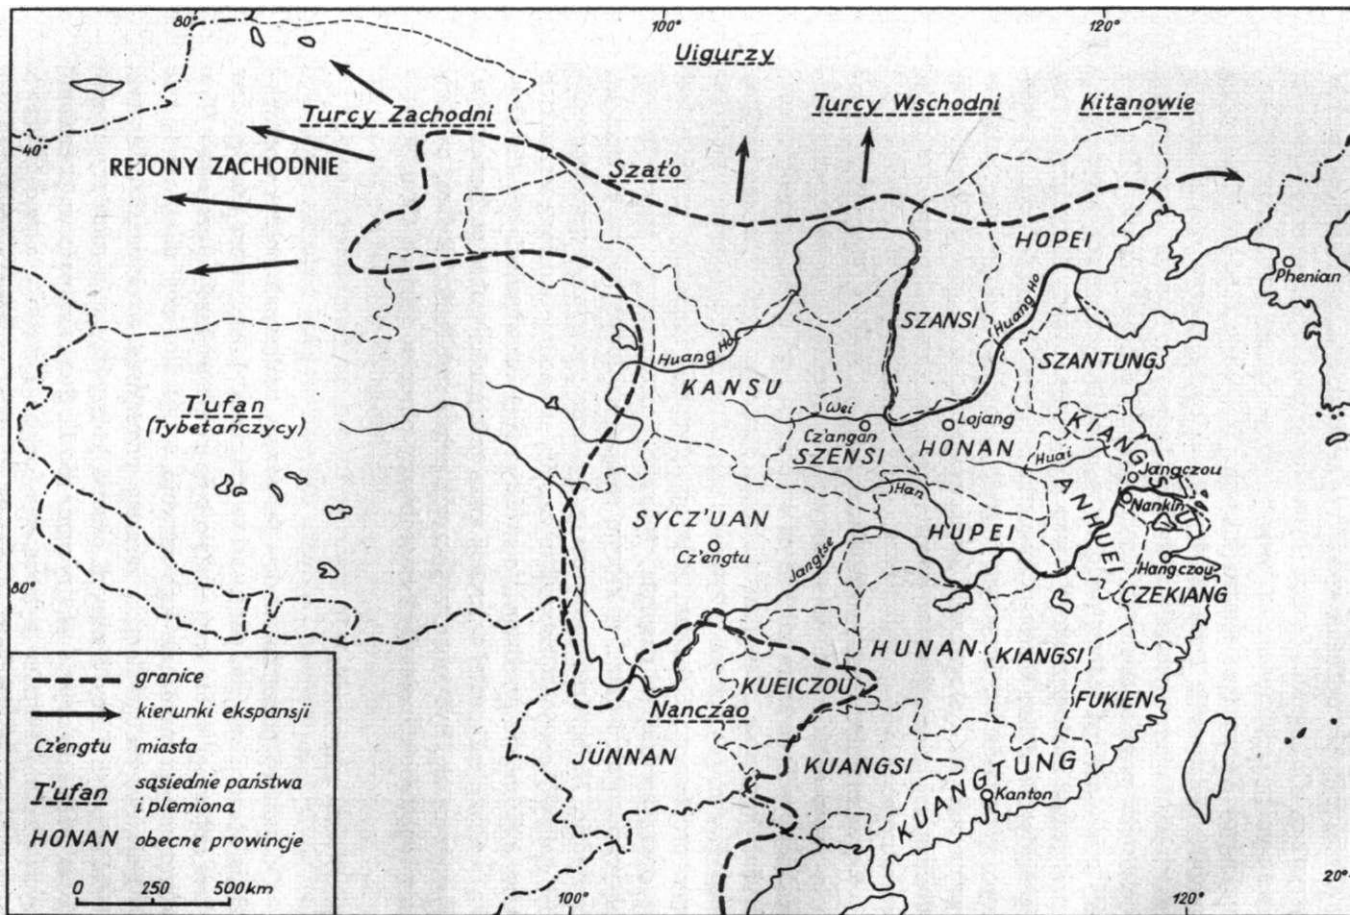 80°
100°
120°
Uigurzy
Turcy Zachodni
Turcy Wschodni
Kitanowie
40°
REJONY ZACHODNIE
Szat'o
HOPEI
Phenian
SZANSI
Huang Ho
Huang Ho
SZANTUNG
KANSU
T'ufan
(Tybetańczycy)
Wei
Lojang
Cz'angan
KIANGSU
SZENSI
HONAN
Huai
Jangczou
Han
ANHUEI
Nankin
SYCZ'UAN
HUPEI
Cz'engtu
Jangtse
Hangczou
80°
CZEKIANG
HUNAN
KIANGSI
KUEICZOU
FUKIEN
Nanczao
JÜNNAN
KUANGSI
KUANGTUNG
Kanton
granice
kierunki ekspansji
Cz'engtu miasta
T'ufan sąsiednie państwa
i plemiona
HONAN obecne prowincje
0 250 500 km
100°
120°
20°